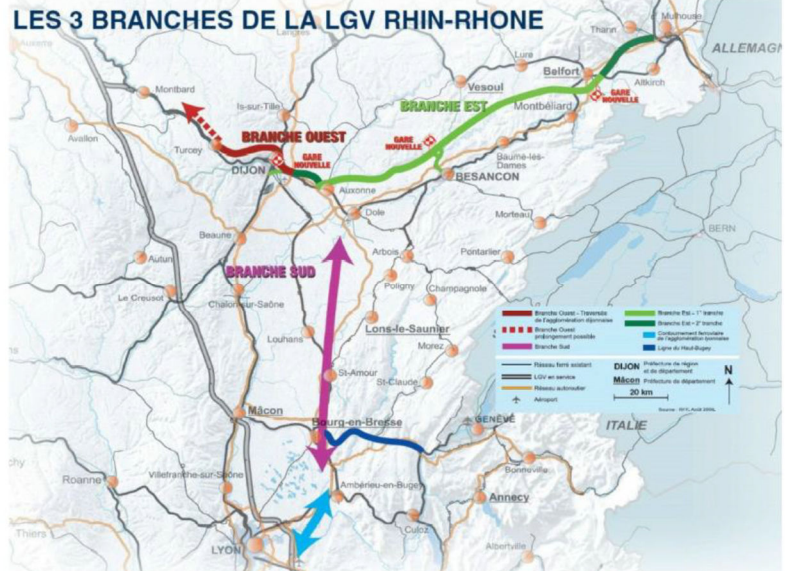 LES 3 BRANCHES DE LA LGV RHIN-RHONE
Langres
Auxerre
Thann
Mulhouse
ALLEMAGN
Lure
Belfort
Vesoul
Altkirch
Montbard
BRANCHE EST
Montbéliard
GARE
NOUVELLE
Is-sur-Tille
Avallon
BRANCHE OUEST
Turcey
GARE
NOUVELLE
GARE
NOUVELLE
Baume-les-
Dames
DIJON
BESANCON
Auxonne
Dole
Morteau
Beaune
BERN
Arbois
Pontarlier
Autun
BRANCHE SUD
Poligny
Champagnole
Le Creusot
Chalon-sur-Saône
Lons-le-Saunier
Louhans
Morez
St-Amour
St-Claude
Mâcon
Bourg-en-Bresse
GENÈVE
ITALIE
Bonneville
Roanne
Villefranche-sur-Saône
Ambérieu-en-Bugey
Annecy
Culoz
Thiers
LYON
Albertville
Branche Ouest - Traversée
de l'agglomération dijonnaise
Branche Ouest
prolongement possible
Branche Sud
Branche Est - 1° tranche
Branche Est - 2° tranche
Contournement ferroviaire
de l'agglomération lyonnaise
Ligne du Haut-Bugey
Réseau ferré existant
LGV en service
Réseau autoroutier
Aéroport
DIJON Préfecture de région
et de département
Mâcon Préfecture de département
20 km
N